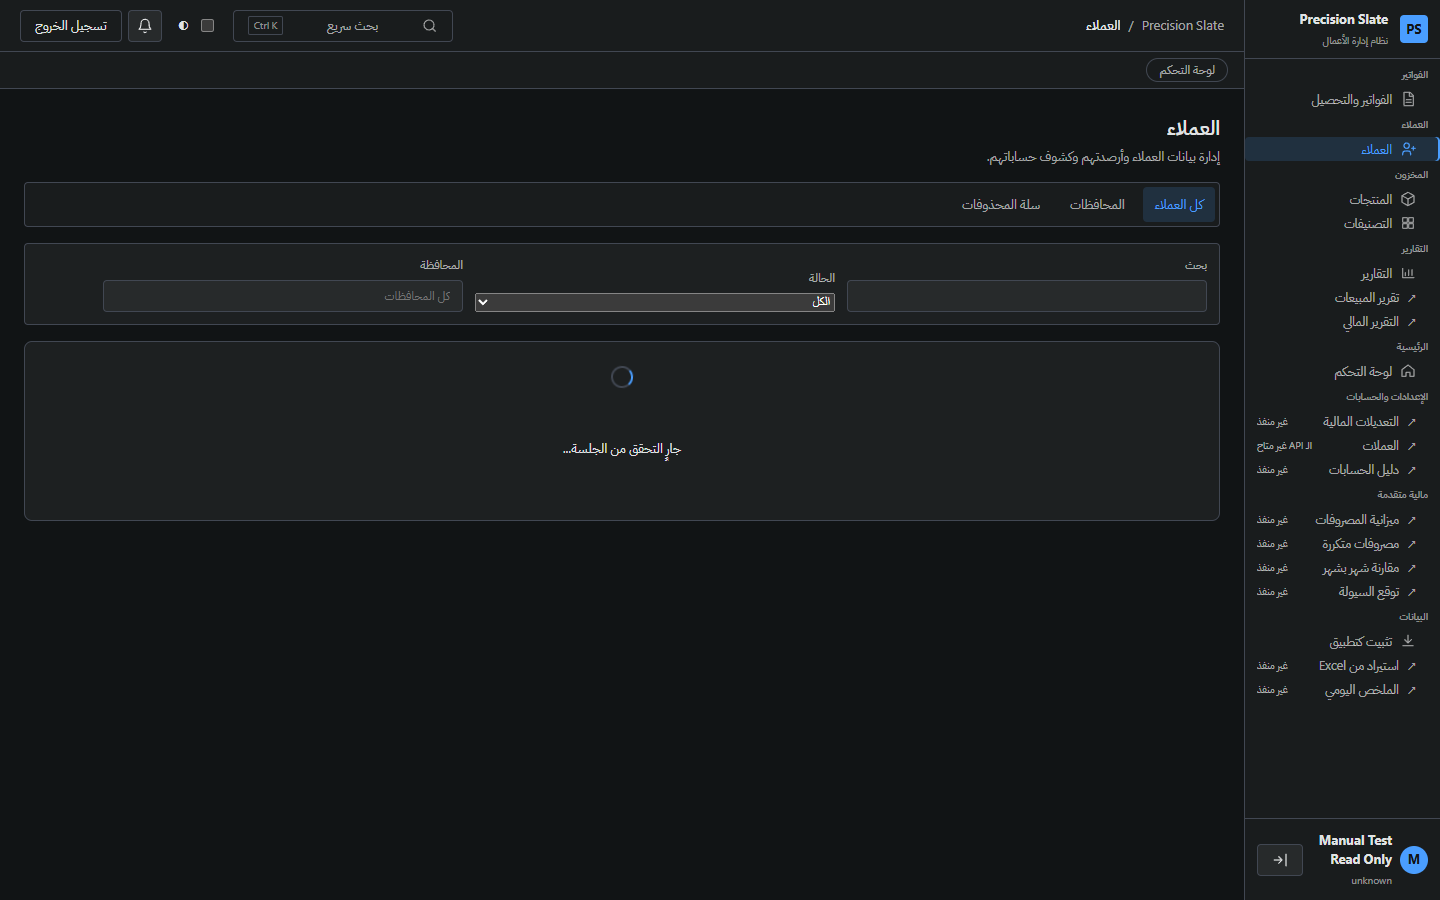 PS
Precision Slate
نظام إدارة الأعمال
الفواتير
الفواتير والتحصيل
العملاء
العملاء
المخزون
المنتجات
التصنيفات
التقارير
التقارير
تقرير المبيعات
التقرير المالي
الرئيسية
لوحة التحكم
الإعدادات والحسابات
التعديلات المالية غير منفذ
العملات الـ API غير متاح
دليل الحسابات غير منفذ
مالية متقدمة
ميزانية المصروفات غير منفذ
مصروفات متكررة غير منفذ
مقارنة شهر بشهر غير منفذ
توقع السيولة غير منفذ
البيانات
تثبيت كتطبيق
استيراد من Excel غير منفذ
الملخص اليومي غير منفذ
M
Manual Test
Read Only
unknown
Precision Slate / العملاء
بحث سريع Ctrl K
تسجيل الخروج
لوحة التحكم
العملاء
إدارة بيانات العملاء وأرصدتهم وكشوف حساباتهم.
كل العملاء المحافظات سلة المحذوفات
بحث
الحالة
الكل
المحافظة
كل المحافظات
جارٍ التحقق من الجلسة...